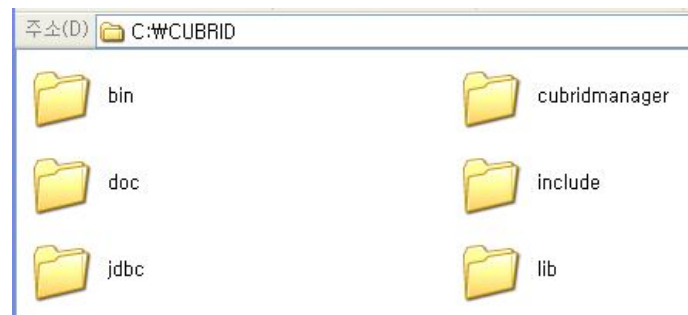 주소(D) C:₩CUBRID
bin cubridmanager
doc include
jdbc lib